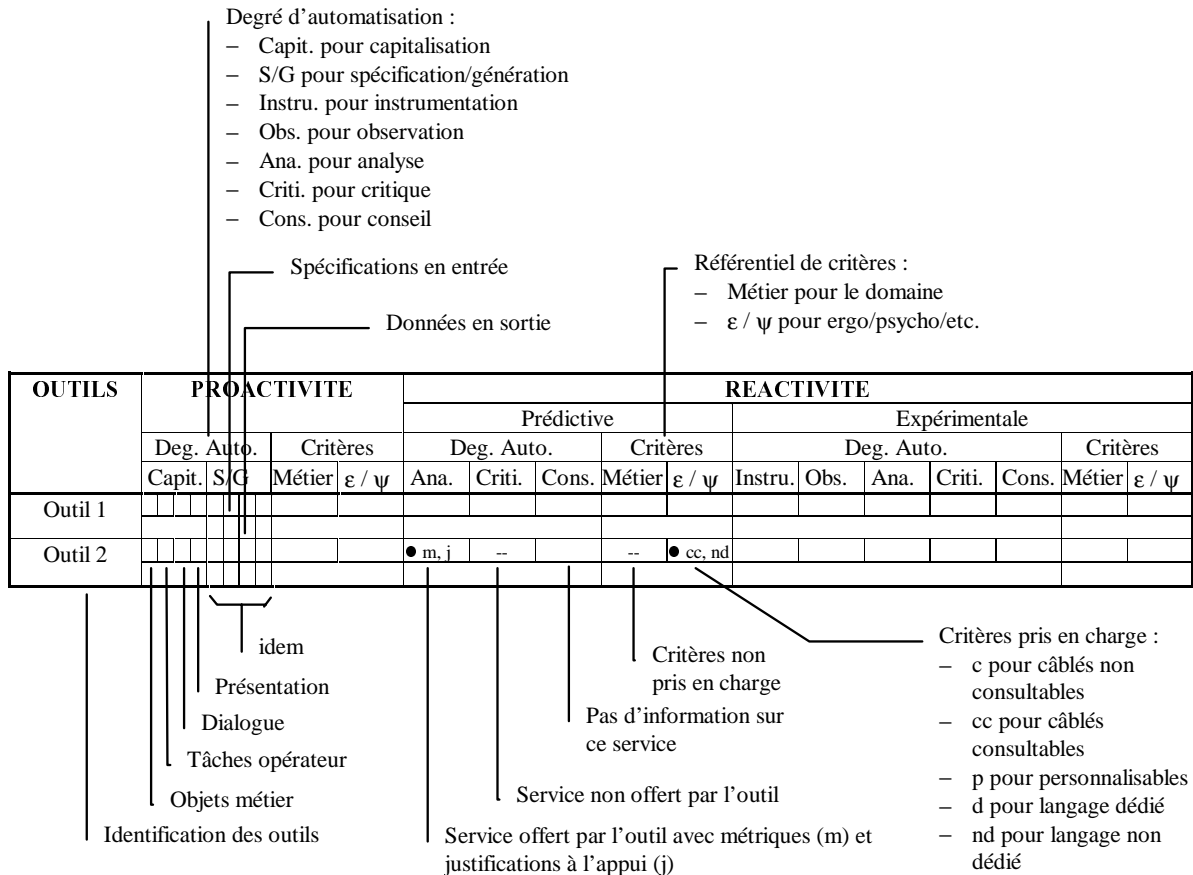 Degré d’automatisation :
– Capit. pour capitalisation
– S/G pour spécification/génération
– Instru. pour instrumentation
– Obs. pour observation
– Ana. pour analyse
– Criti. pour critique
– Cons. pour conseil
Spécifications en entrée
Données en sortie
Référentiel de critères :
– Métier pour le domaine
– ε / ψ pour ergo/psycho/etc.
OUTILS PROACTIVITE REACTIVITE
Prédictive Expérimentale
Deg. Auto. Critères Deg. Auto. Critères Deg. Auto. Critères
Capit. S/G Métier ε / ψ Ana. Criti. Cons. Métier ε / ψ Instru. Obs. Ana. Criti. Cons. Métier ε / ψ
Outil 1
Outil 2 ● m, j -- -- ● cc, nd
idem
Présentation
Dialogue
Tâches opérateur
Objets métier
Identification des outils
Critères non
pris en charge
Pas d’information sur
ce service
Service non offert par l’outil
Service offert par l’outil avec métriques (m) et
justifications à l’appui (j)
Critères pris en charge :
– c pour câblés non
consultables
– cc pour câblés
consultables
– p pour personnalisables
– d pour langage dédié
– nd pour langage non
dédié